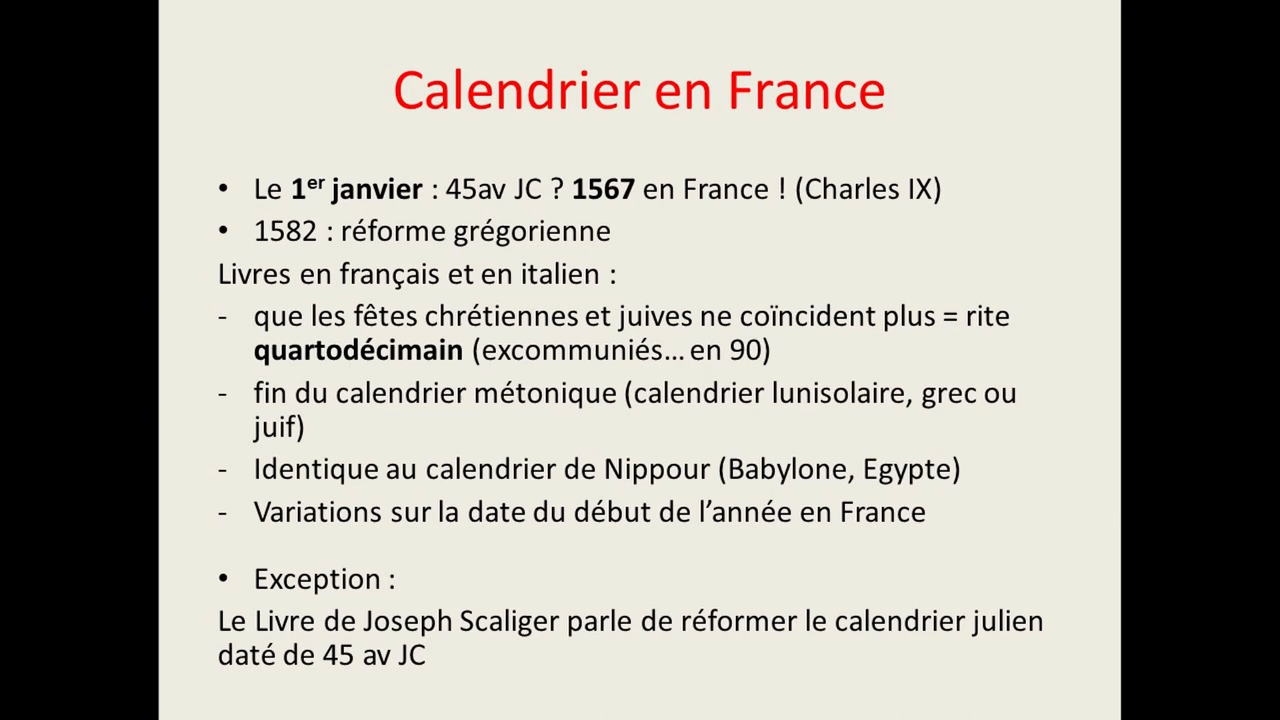 Calendrier en France
• Le 1er janvier : 45av JC ? 1567 en France ! (Charles IX)
• 1582 : réforme grégorienne
Livres en français et en italien :
- que les fêtes chrétiennes et juives ne coïncident plus = rite
quartodécimain (excommuniés… en 90)
- fin du calendrier métonique (calendrier lunisolaire, grec ou
juif)
- Identique au calendrier de Nippour (Babylone, Egypte)
- Variations sur la date du début de l’année en France
• Exception :
Le Livre de Joseph Scaliger parle de réformer le calendrier julien
daté de 45 av JC